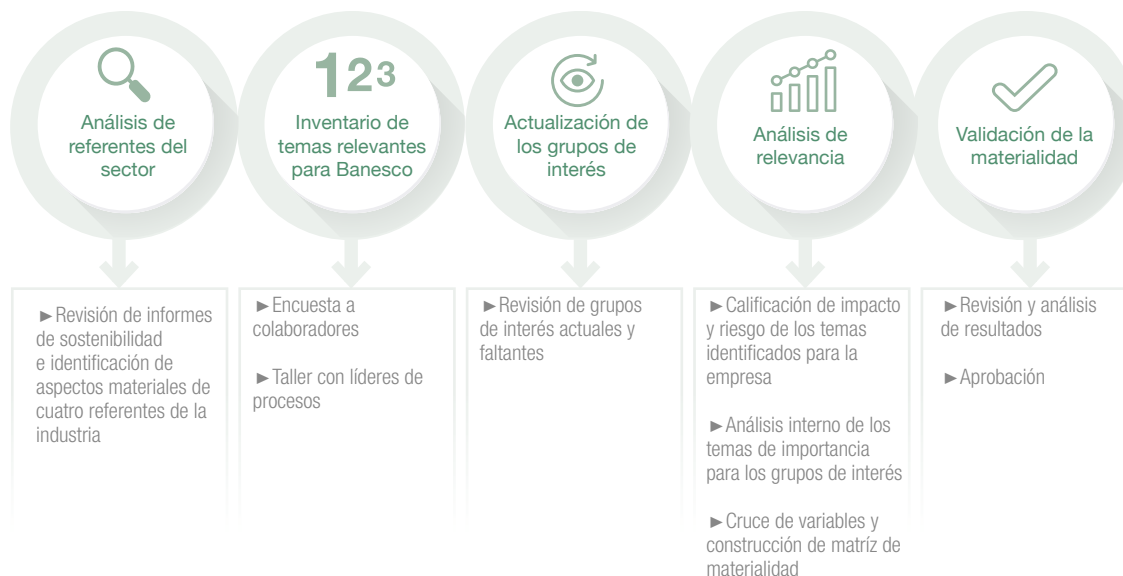 Análisis de
referentes del
sector
►Revisión de informes
de sostenibilidad
e identificación de
aspectos materiales de
cuatro referentes de la
industria
123
Inventario de
temas relevantes
para Banesco
►Encuesta a
colaboradores
►Taller con líderes de
procesos
Actualización de
los grupos de
interés
►Revisión de grupos
de interés actuales y
faltantes
Análisis de
relevancia
►Calificación de impacto
y riesgo de los temas
identificados para la
empresa
►Análisis interno de los
temas de importancia
para los grupos de interés
►Cruce de variables y
construcción de matríz de
materialidad
Validación de la
materialidad
►Revisión y análisis
de resultados
►Aprobación